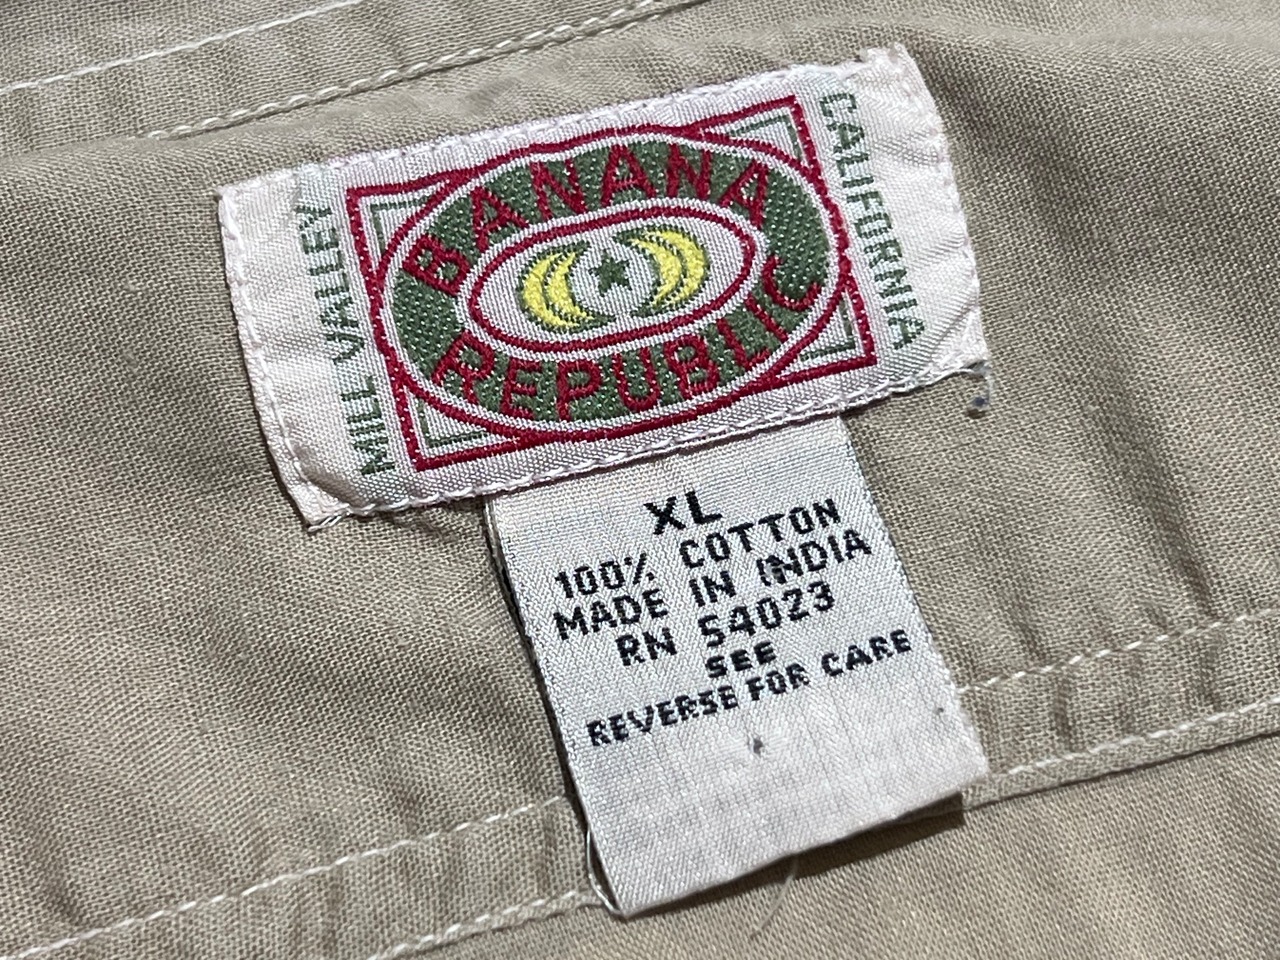 MILL VALLEY
BANANA
REPUBLIC
CALIFORNIA
XL
100% COTTON
MADE IN INDIA
RN 54023
SEE
REVERSE FOR CARE